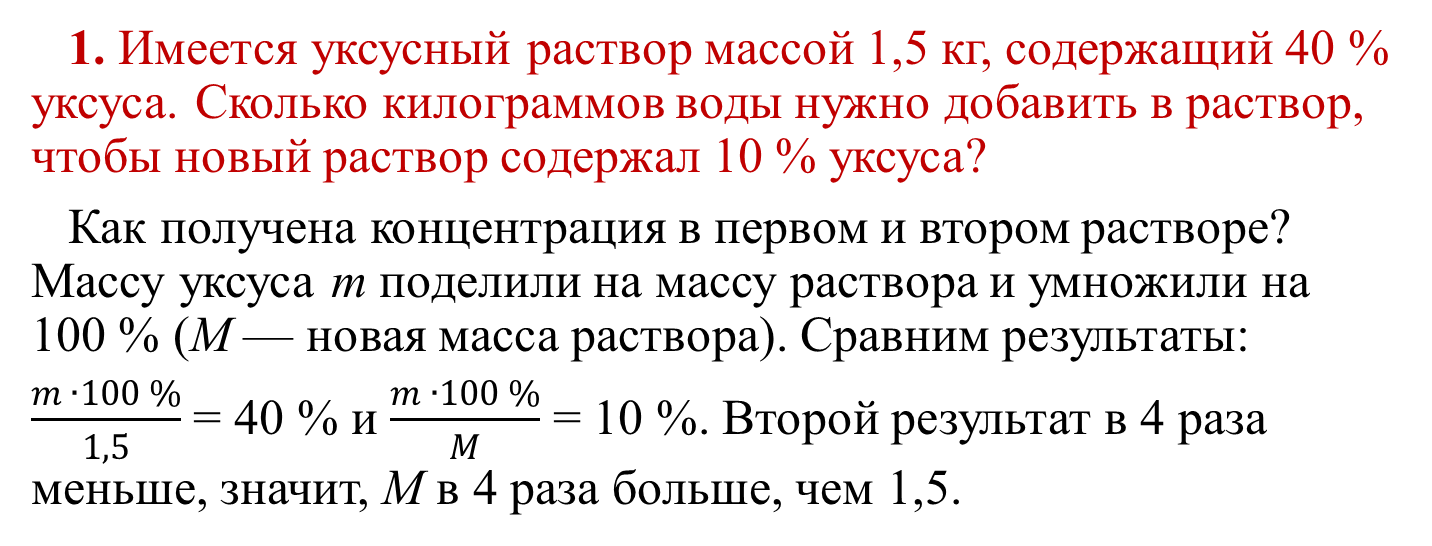 1. Имеется уксусный раствор массой 1,5 кг, содержащий 40 %
уксуса. Сколько килограммов воды нужно добавить в раствор,
чтобы новый раствор содержал 10 % уксуса?
Как получена концентрация в первом и втором растворе?
Массу уксуса m поделили на массу раствора и умножили на
100 % (M — новая масса раствора). Сравним результаты:
m ·100 % / 1,5 = 40 % и m ·100 % / M = 10 %. Второй результат в 4 раза
меньше, значит, M в 4 раза больше, чем 1,5.